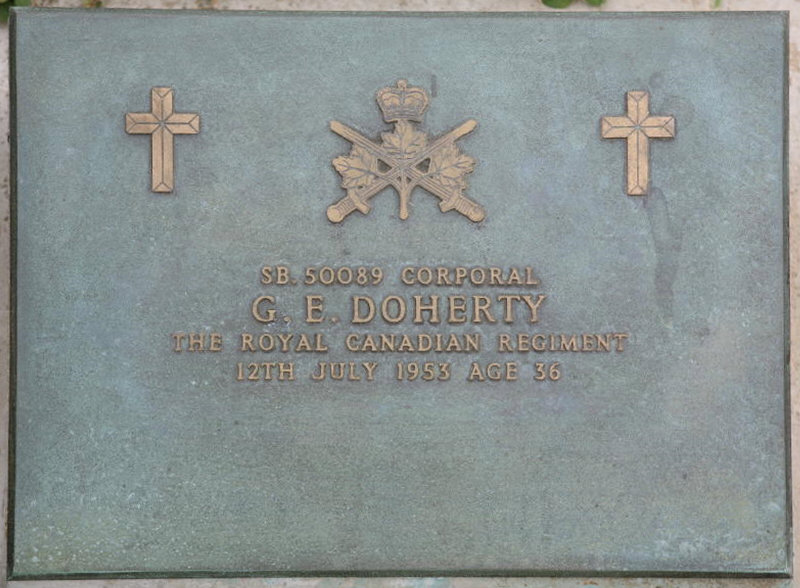 SB.50089 CORPORAL
G. E. DOHERTY
THE ROYAL CANADIAN REGIMENT
12TH JULY 1953 AGE 36